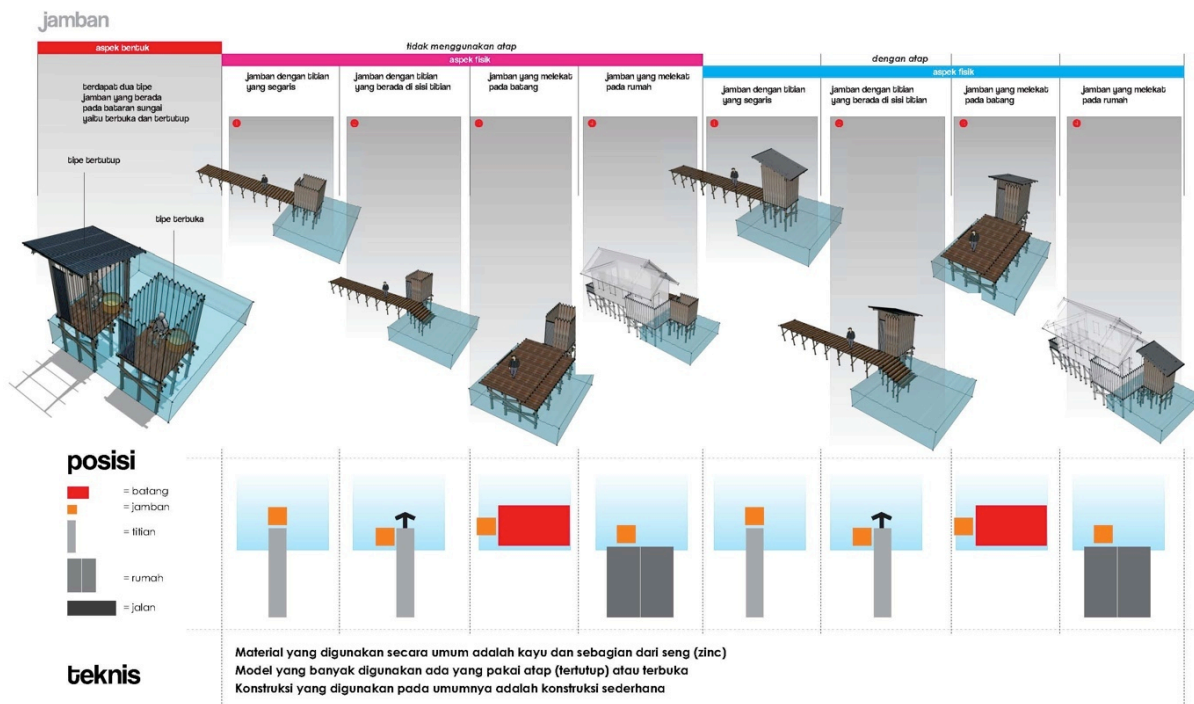 jamban
aspek bentuk
tidak menggunakan atap
aspek fisik
dengan atap
aspek fisik
terdapat dua tipe
jamban yang berada
pada bataran sungai
yaitu terbuka dan tertutup
tipe tertutup
tipe terbuka
jamban dengan titian
yang segaris
jamban dengan titian
yang berada di sisi titian
jamban yang melekat
pada batang
jamban yang melekat
pada rumah
jamban dengan titian
yang segaris
jamban dengan titian
yang berada di sisi titian
jamban yang melekat
pada batang
jamban yang melekat
pada rumah
posisi
= batang
= jamban
= titian
= rumah
= jalan
teknis
Material yang digunakan secara umum adalah kayu dan sebagian dari seng (zinc)
Model yang banyak digunakan ada yang pakai atap (tertutup) atau terbuka
Konstruksi yang digunakan pada umumnya adalah konstruksi sederhana